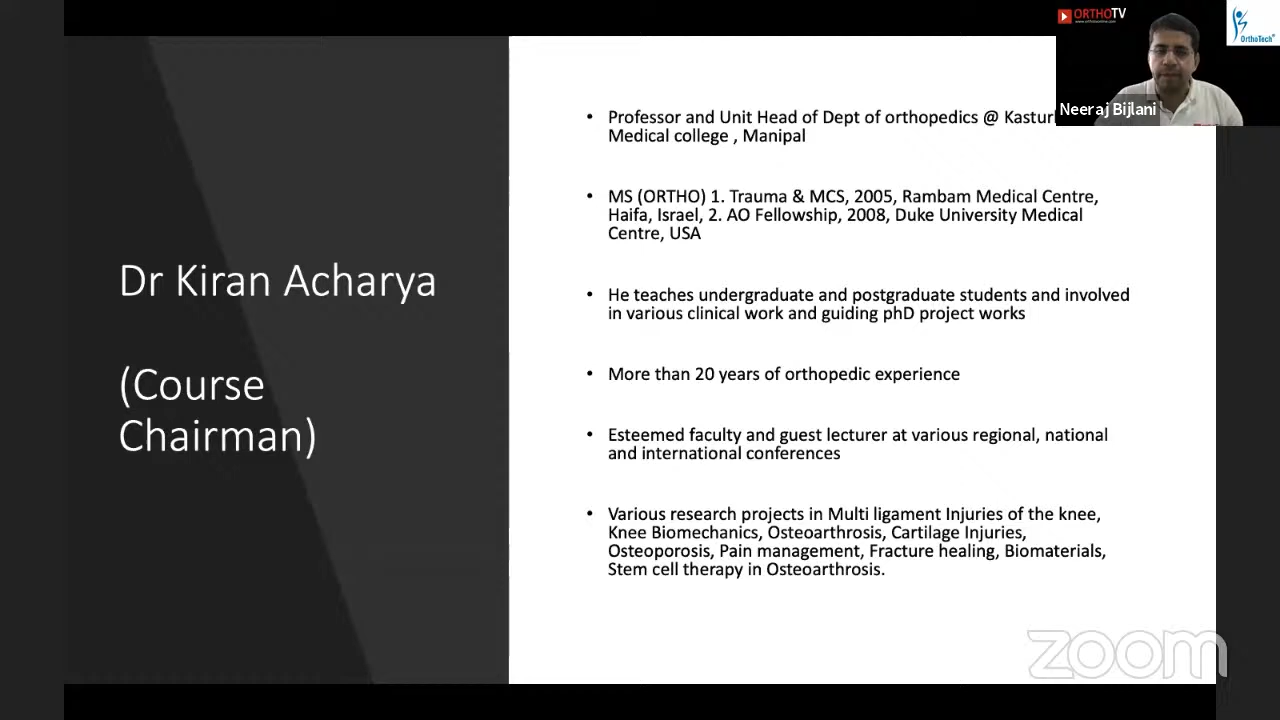 ORTHOTV
www.orthotvonline.com
OrthoTech
Neeraj Bijlani
Dr Kiran Acharya
(Course
Chairman)
• Professor and Unit Head of Dept of orthopedics @
Medical college , Manipal
• MS (ORTHO) 1. Trauma & MCS, 2005, Rambam Medical Centre,
Haifa, Israel, 2. AO Fellowship, 2008, Duke University Medical
Centre, USA
• He teaches undergraduate and postgraduate students and involved
in various clinical work and guiding phD project works
• More than 20 years of orthopedic experience
• Esteemed faculty and guest lecturer at various regional, national
and international conferences
• Various research projects in Multi ligament Injuries of the knee,
Knee Biomechanics, Osteoarthrosis, Cartilage Injuries,
Osteoporosis, Pain management, Fracture healing, Biomaterials,
Stem cell therapy in Osteoarthrosis.
zoom